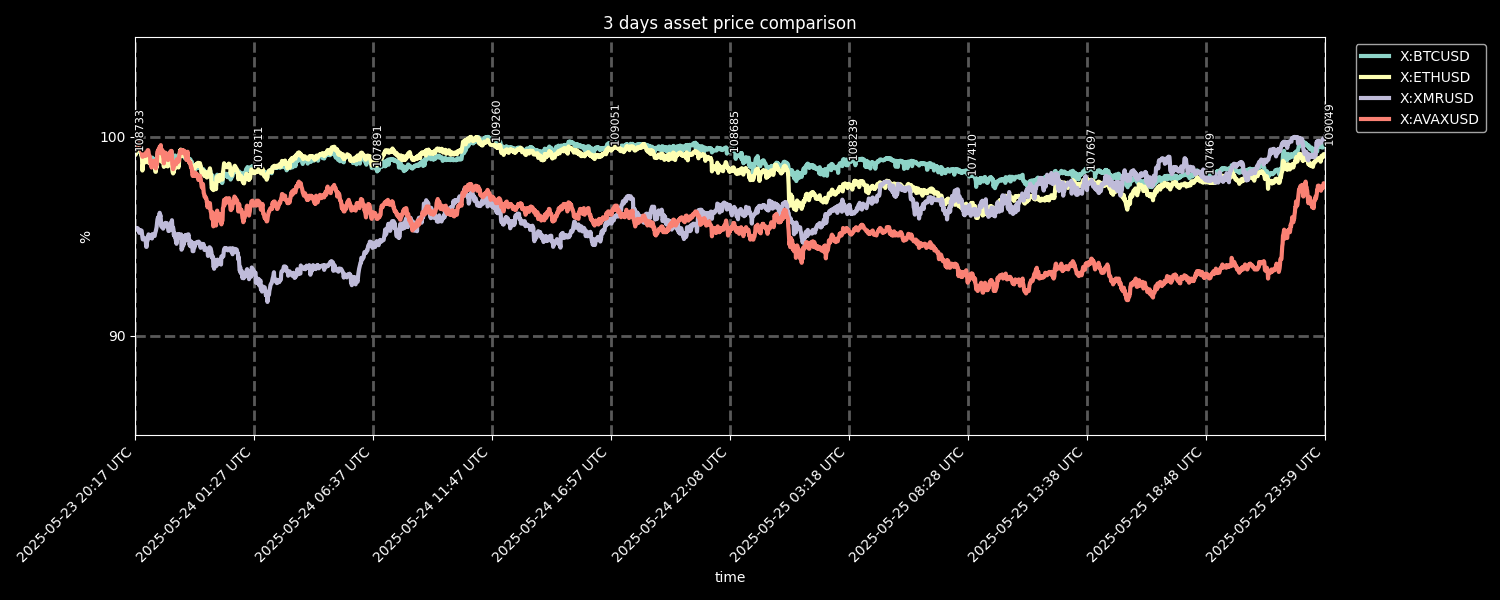 3 days asset price comparison
X:BTCUSD
X:ETHUSD
X:XMRUSD
X:AVAXUSD
108733
107811
107891
109260
109051
108685
108239
107410
107697
107469
109049
100
90
%
2025-05-23 20:17 UTC
2025-05-24 01:27 UTC
2025-05-24 06:37 UTC
2025-05-24 11:47 UTC
2025-05-24 16:57 UTC
2025-05-24 22:08 UTC
2025-05-25 03:18 UTC
2025-05-25 08:28 UTC
2025-05-25 13:38 UTC
2025-05-25 18:48 UTC
2025-05-25 23:59 UTC
time